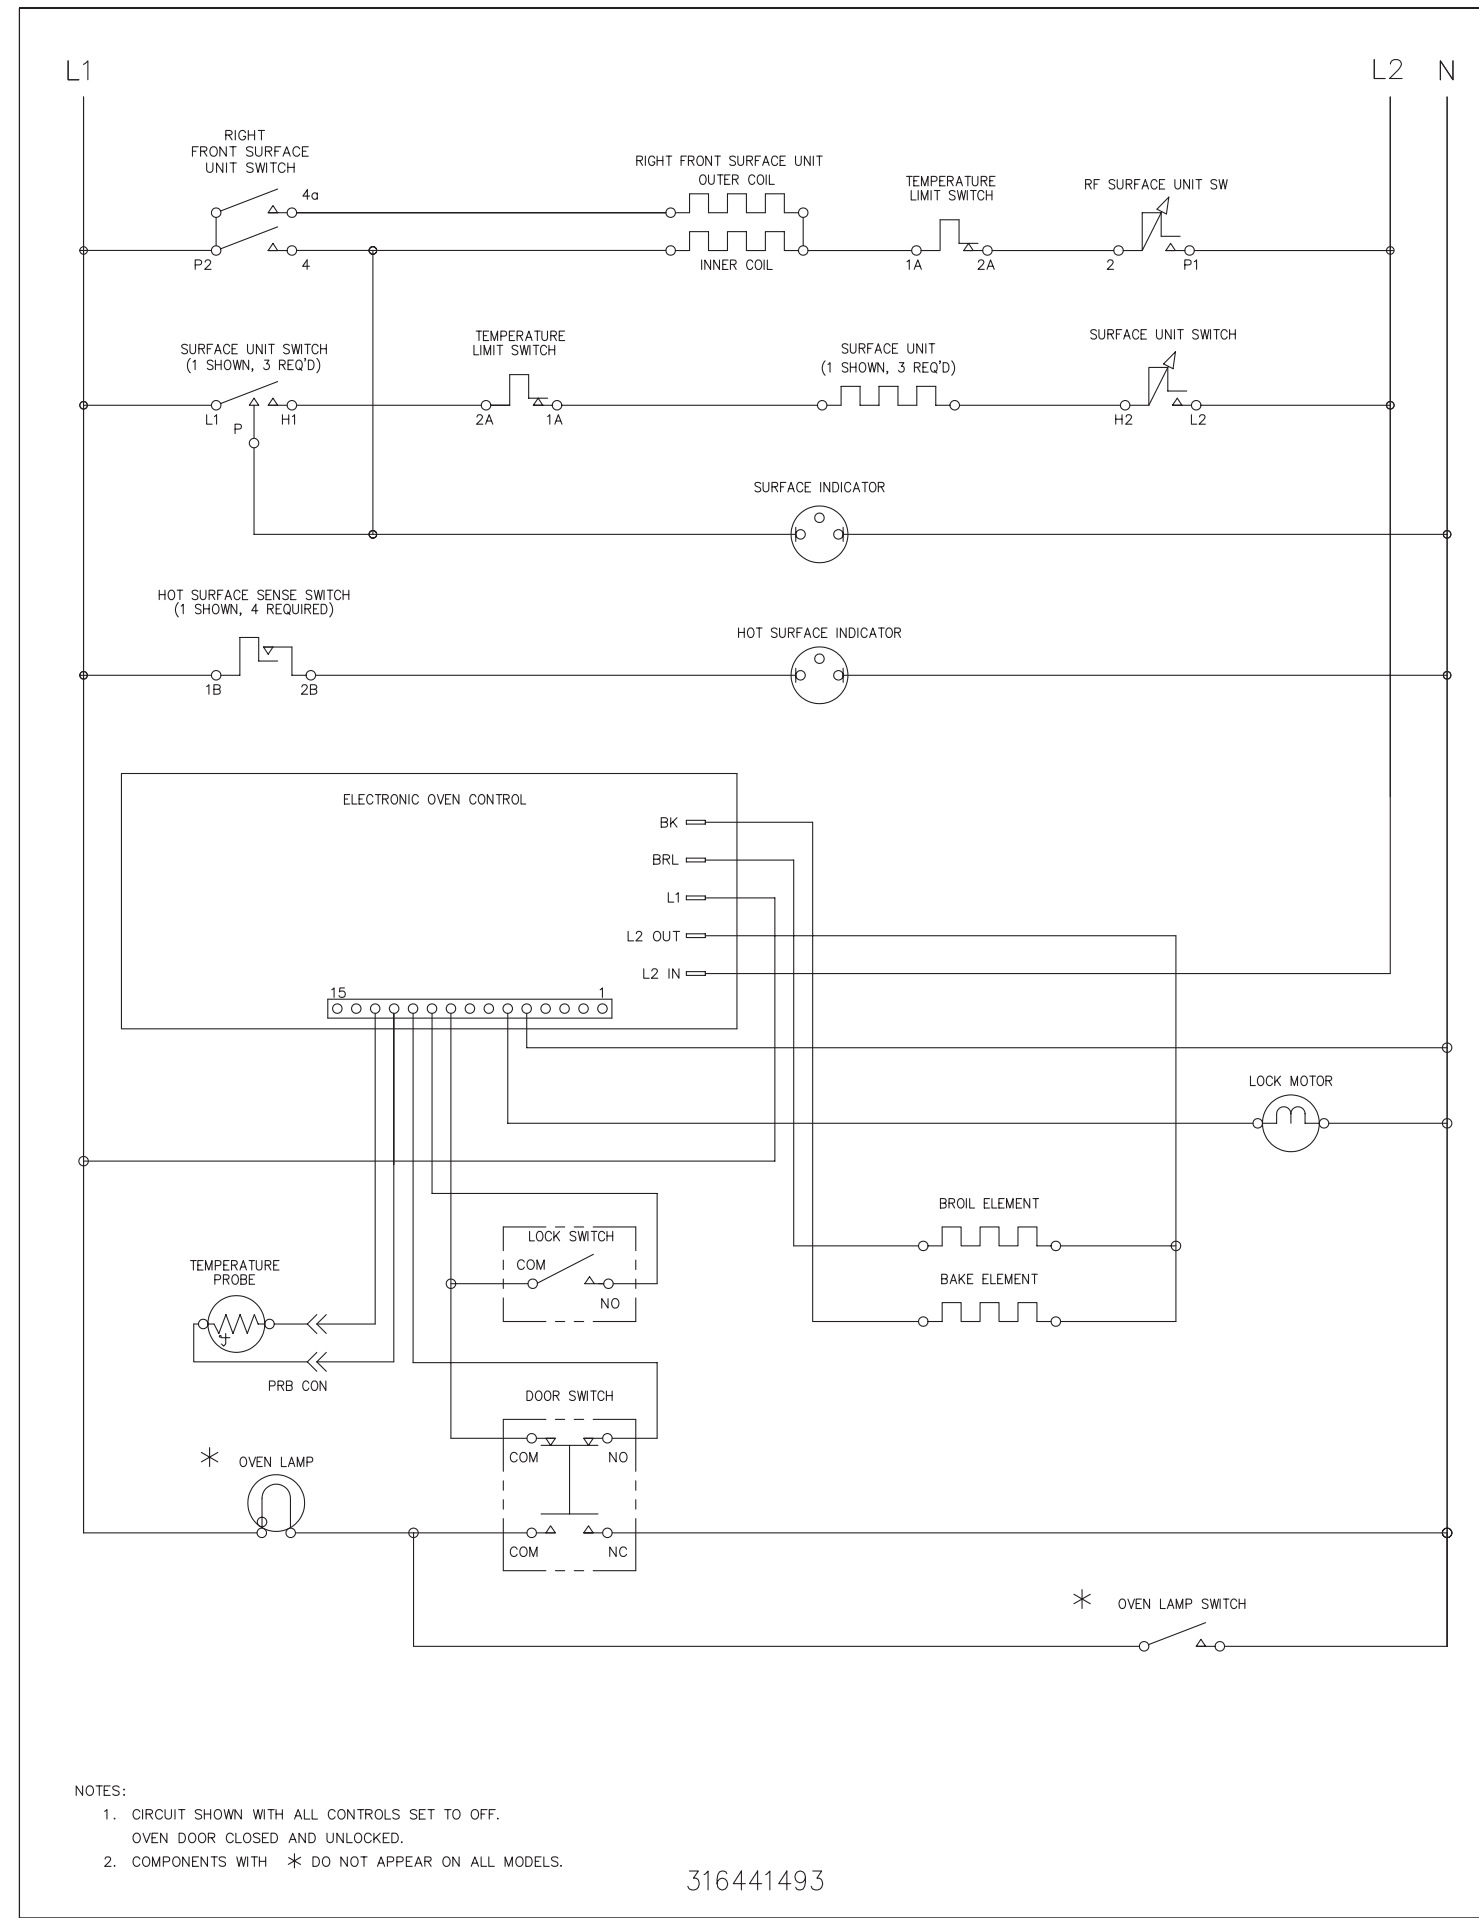 L1
L2 N
RIGHT
FRONT SURFACE
UNIT SWITCH
4a
P2
4
RIGHT FRONT SURFACE UNIT
OUTER COIL
INNER COIL
TEMPERATURE
LIMIT SWITCH
1A
2A
RF SURFACE UNIT SW
2
P1
SURFACE UNIT SWITCH
(1 SHOWN, 3 REQ'D)
L1
P
H1
TEMPERATURE
LIMIT SWITCH
2A
1A
SURFACE UNIT
(1 SHOWN, 3 REQ'D)
SURFACE UNIT SWITCH
H2
L2
SURFACE INDICATOR
HOT SURFACE SENSE SWITCH
(1 SHOWN, 4 REQUIRED)
1B
2B
HOT SURFACE INDICATOR
ELECTRONIC OVEN CONTROL
BK
BRL
L1
L2 OUT
L2 IN
15
1
LOCK MOTOR
BROIL ELEMENT
BAKE ELEMENT
LOCK SWITCH
COM
NO
TEMPERATURE
PROBE
PRB CON
DOOR SWITCH
COM
NO
* OVEN LAMP
COM
NC
* OVEN LAMP SWITCH
NOTES:
1. CIRCUIT SHOWN WITH ALL CONTROLS SET TO OFF.
OVEN DOOR CLOSED AND UNLOCKED.
2. COMPONENTS WITH * DO NOT APPEAR ON ALL MODELS.
316441493